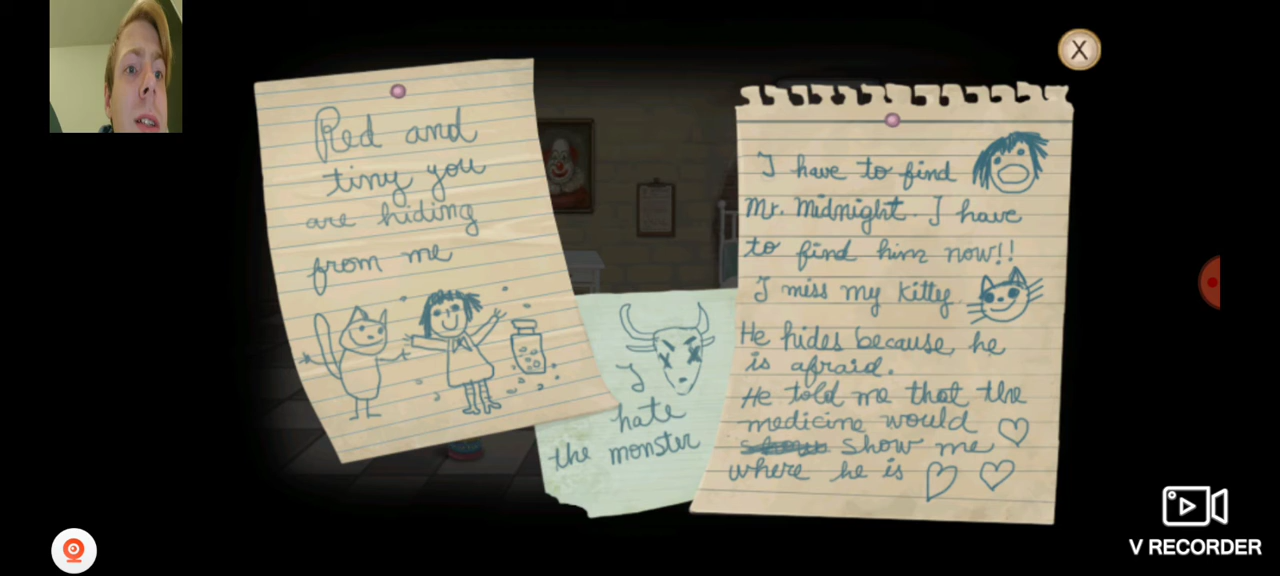 Red and
tiny you
are hiding
from me
I
hate
the monster
I have to find
Mr. Midnight. I have
to find him now!!
I miss my Kitty.
He hides because he
is afraid.
He told me that the
medicine would
show me
where he is
X
V RECORDER